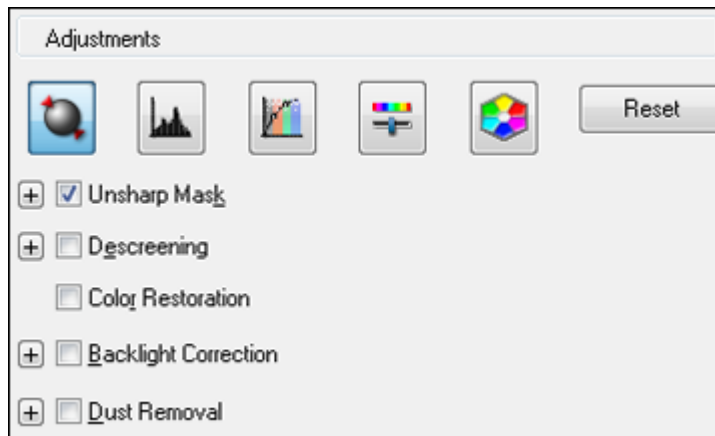 Adjustments
Reset
Unsharp Mask
Descreening
Color Restoration
Backlight Correction
Dust Removal